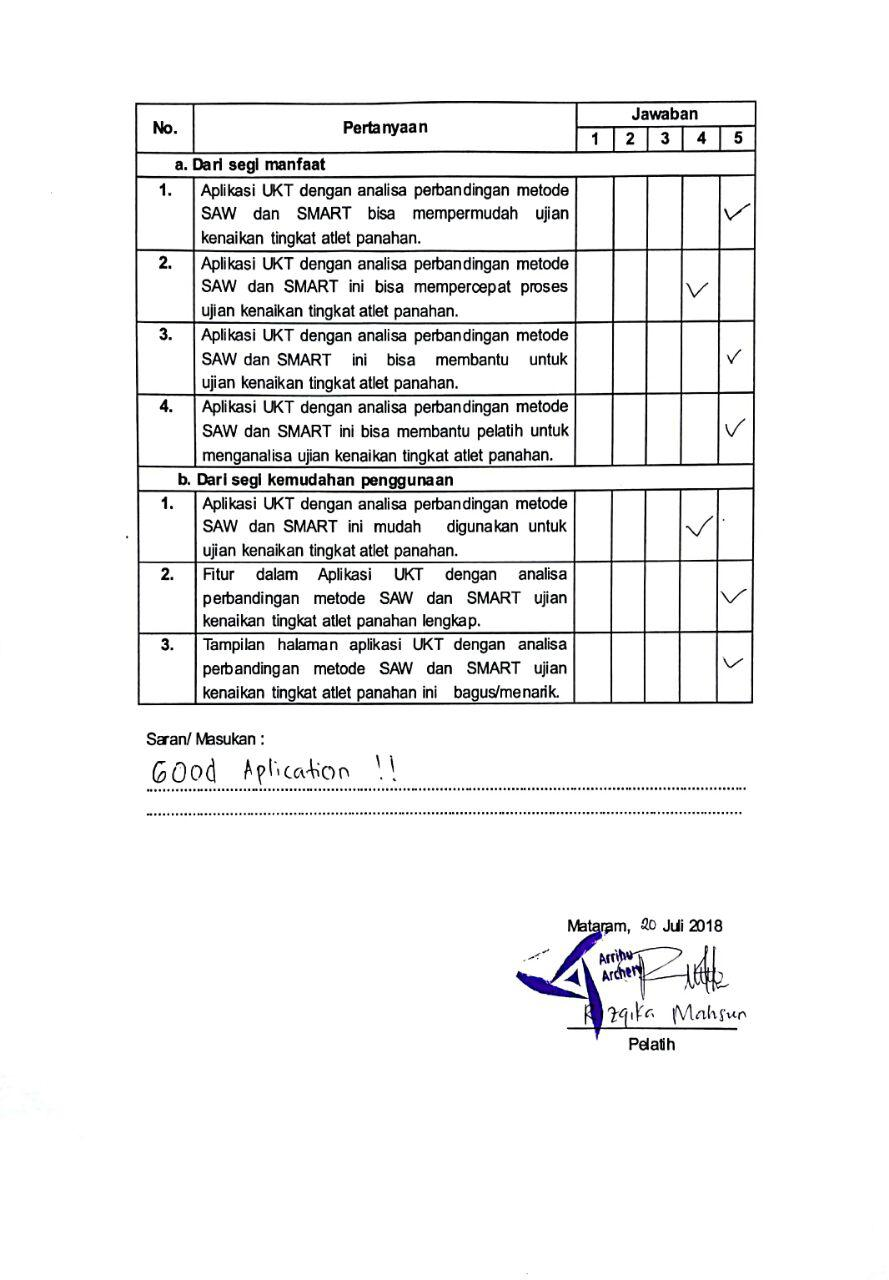 No. Pertanyaan Jawaban
1 2 3 4 5
a. Dari segi manfaat
1. Aplikasi UKT dengan analisa perbandingan metode
SAW dan SMART bisa mempermudah ujian
kenaikan tingkat atlet panahan.
2. Aplikasi UKT dengan analisa perbandingan metode
SAW dan SMART ini bisa mempercepat proses
ujian kenaikan tingkat atlet panahan.
3. Aplikasi UKT dengan analisa perbandingan metode
SAW dan SMART ini bisa membantu untuk
ujian kenaikan tingkat atlet panahan.
4. Aplikasi UKT dengan analisa perbandingan metode
SAW dan SMART ini bisa membantu pelatih untuk
menganalisa ujian kenaikan tingkat atlet panahan.
b. Dari segi kemudahan penggunaan
1. Aplikasi UKT dengan analisa perbandingan metode
SAW dan SMART ini mudah digunakan untuk
ujian kenaikan tingkat atlet panahan.
2. Fitur dalam Aplikasi UKT dengan analisa
perbandingan metode SAW dan SMART ujian
kenaikan tingkat atlet panahan lengkap.
3. Tampilan halaman aplikasi UKT dengan analisa
perbandingan metode SAW dan SMART ujian
kenaikan tingkat atlet panahan ini bagus/menarik.
Saran/ Masukan :
Good Aplication !!
Mataram, 20 Juli 2018
Arrihu
Archery
Rizqika Mahsun
Pelatih